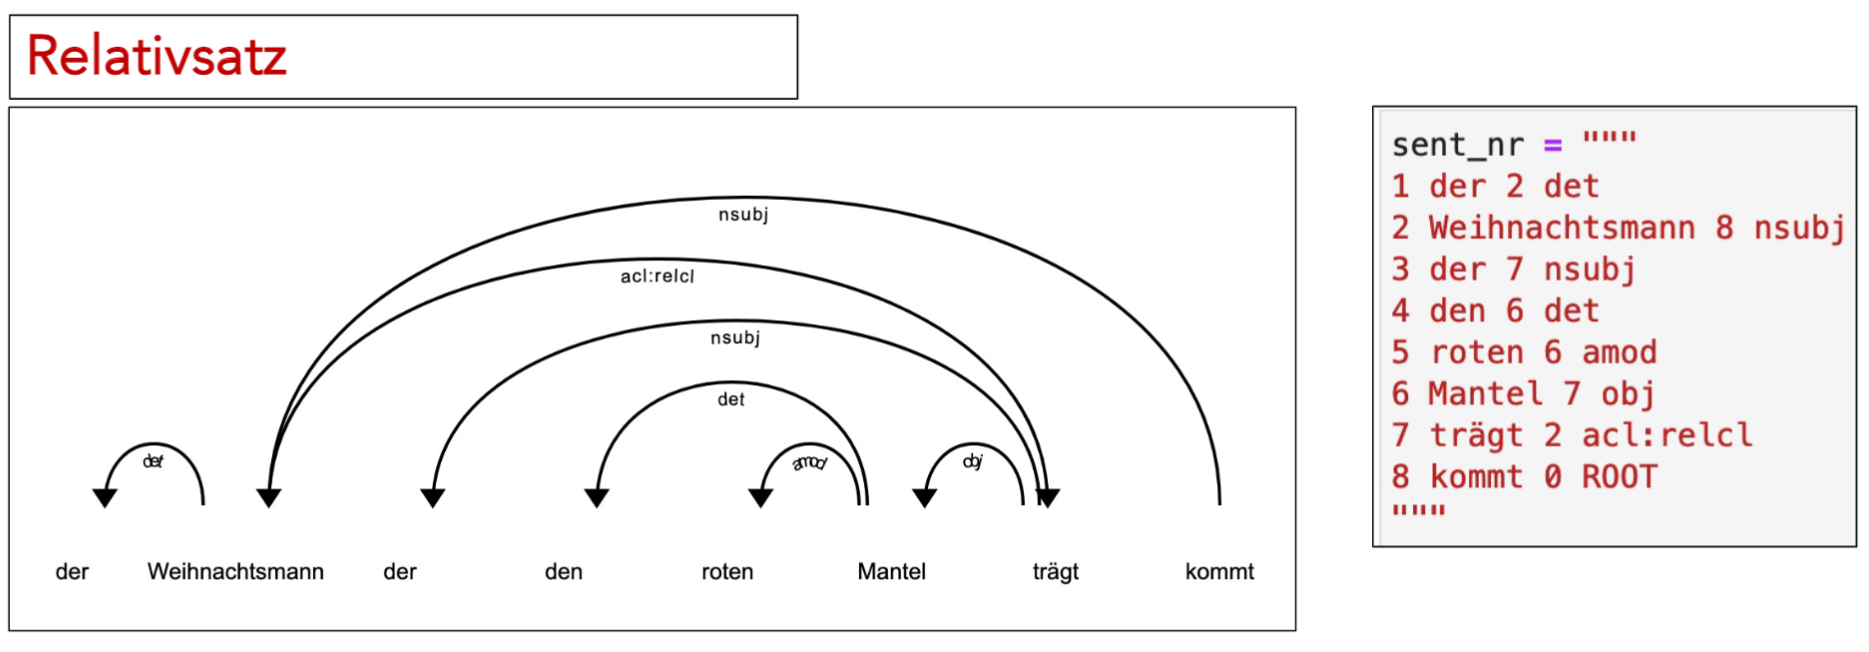 Relativsatz
nsubj
acl:relcl
nsubj
det
det
amod
obj
der Weihnachtsmann der den roten Mantel trägt kommt
sent_nr = """
1 der 2 det
2 Weihnachtsmann 8 nsubj
3 der 7 nsubj
4 den 6 det
5 roten 6 amod
6 Mantel 7 obj
7 trägt 2 acl:relcl
8 kommt 0 ROOT
"""